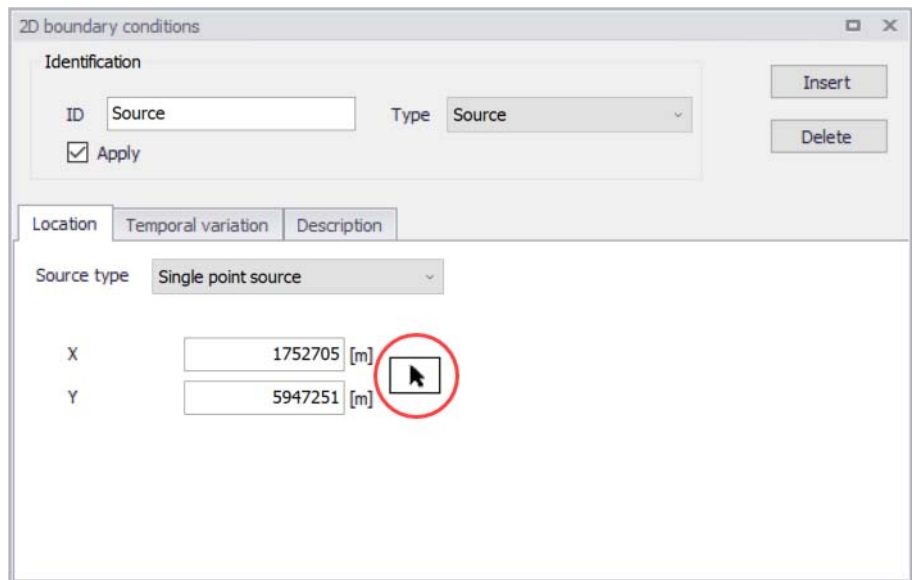 2D boundary conditions
Identification
Insert
ID Source Type Source
Apply
Delete
Location Temporal variation Description
Source type Single point source
X 1752705 [m]
Y 5947251 [m]